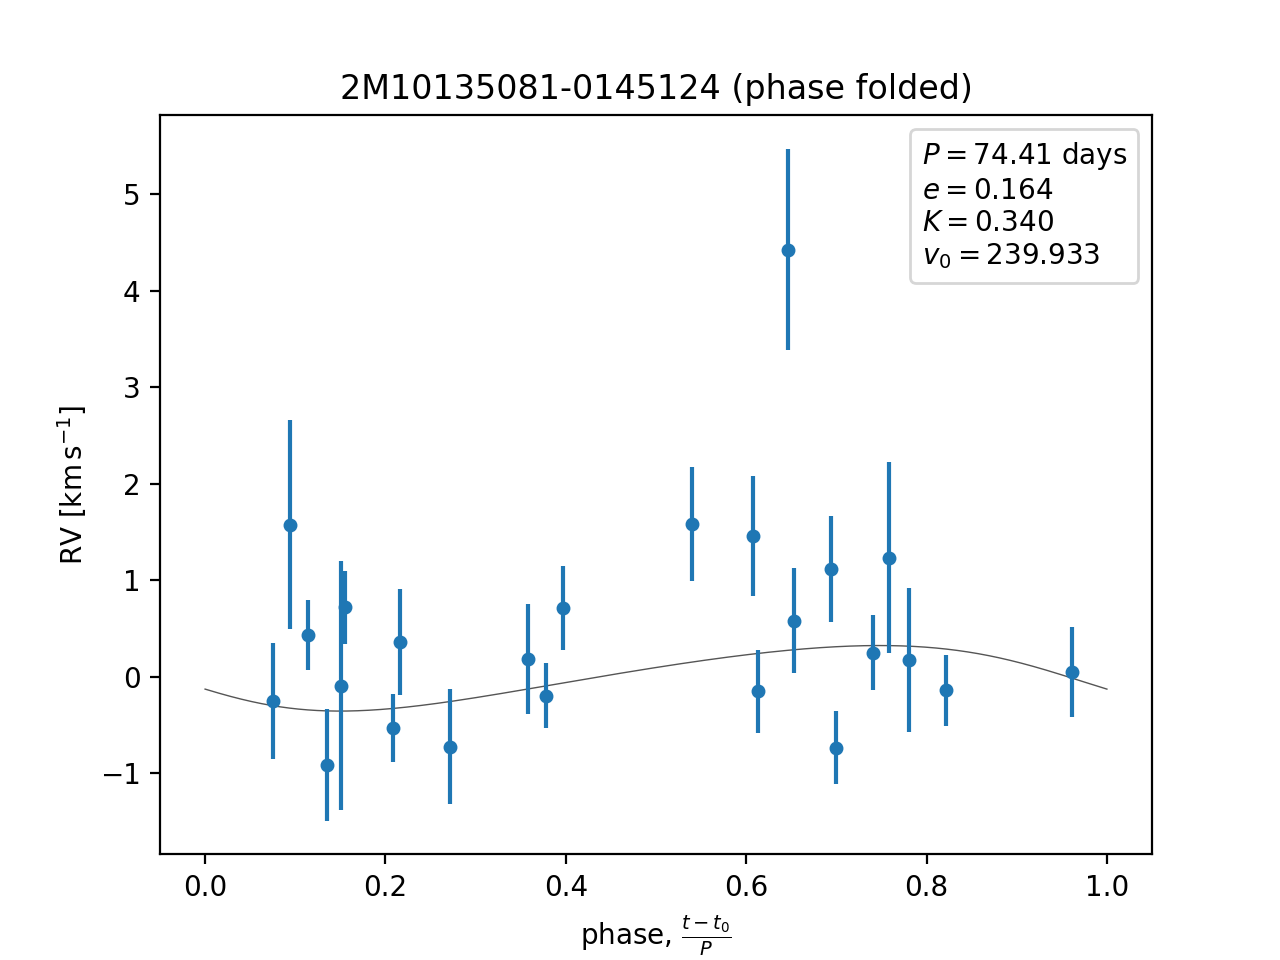 2M10135081-0145124 (phase folded)
P = 74.41 days
e = 0.164
K = 0.340
v₀ = 239.933
5
4
3
2
1
0
−1
RV [km s⁻¹]
0.0 0.2 0.4 0.6 0.8 1.0
phase, (t − t₀)/P